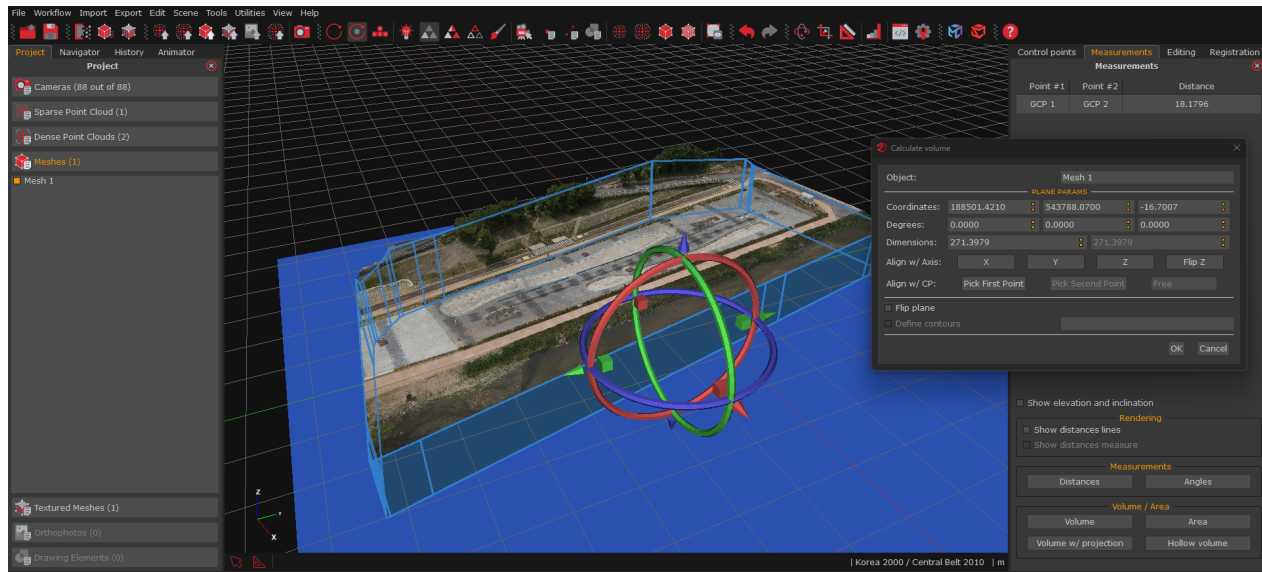 File Workflow Import Export Edit Scene Tools Utilities View Help
Project Navigator History Animator
Project
Cameras (88 out of 88)
Sparse Point Cloud (1)
Dense Point Clouds (2)
Meshes (1)
Mesh 1
Textured Meshes (1)
Orthophotos (0)
Drawing Elements (0)
z
x
| Korea 2000 / Central Belt 2010 | m
Control points Measurements Editing Registration
Measurements
Point #1 Point #2 Distance
GCP 1 GCP 2 18.1796
Calculate volume
Object: Mesh 1
PLANE PARAMS
Coordinates: 188501.4210 543788.0700 -16.7007
Degrees: 0.0000 0.0000 0.0000
Dimensions: 271.3979 271.3979
Align w/ Axis: X Y Z Flip Z
Align w/ CP: Pick First Point Pick Second Point Free
Flip plane
Define contours
OK Cancel
Show elevation and inclination
Rendering
Show distances lines
Show distances measure
Measurements
Distances Angles
Volume / Area
Volume Area
Volume w/ projection Hollow volume